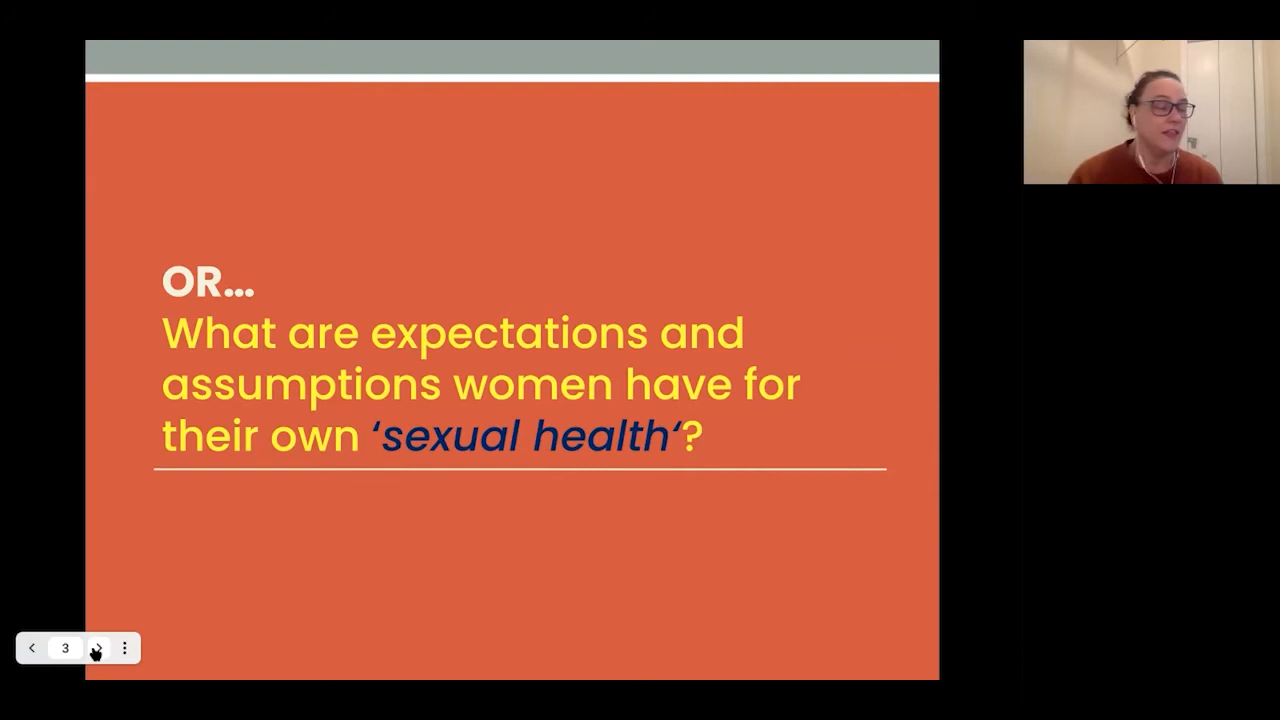 OR...
What are expectations and
assumptions women have for
their own ‘sexual health‘?
3